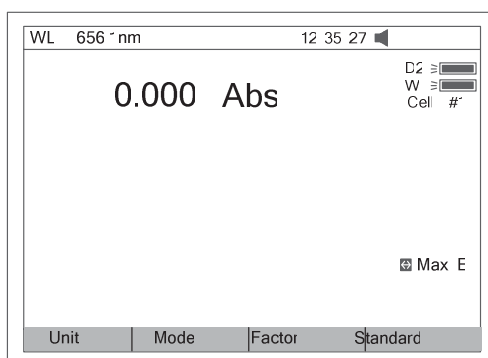 WL 656 nm 12 35 27
D2
W
0.000 Abs
Cell #
Max E
Unit Mode Factor Standard